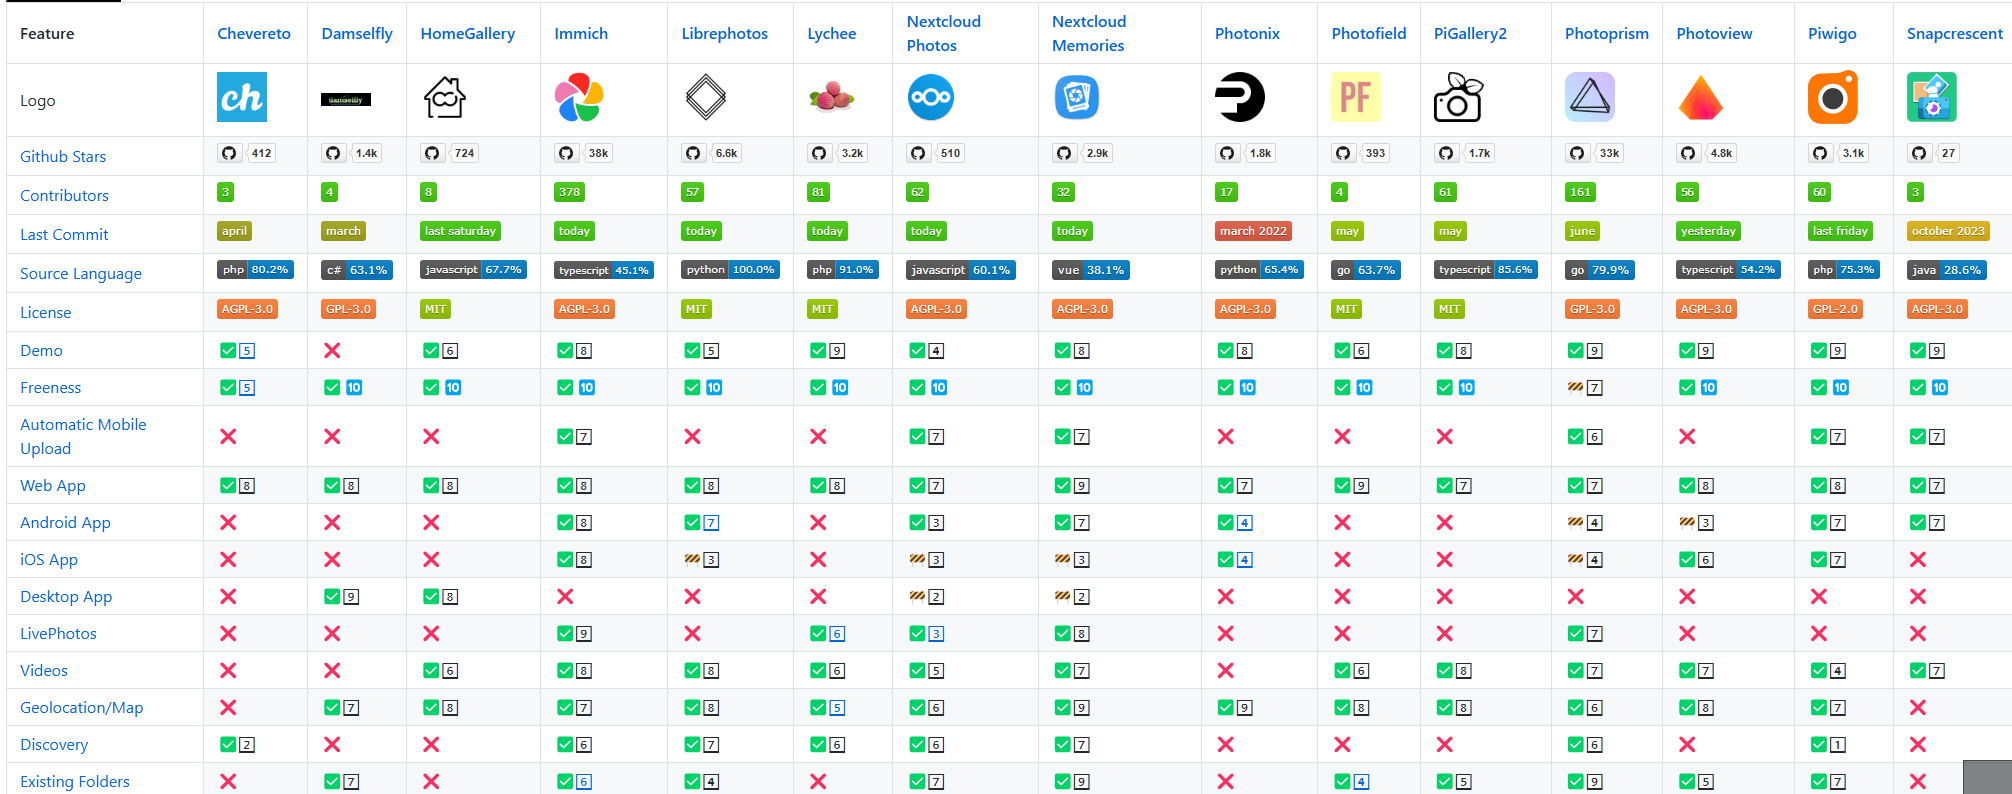 Feature Chevereto Damselfly HomeGallery Immich Librephotos Lychee Nextcloud Photos Nextcloud Memories Photonix Photofield PiGallery2 Photoprism Photoview Piwigo Snapcrescent
Logo ch damselfly PF
Github Stars 412 1.4k 724 38k 6.6k 3.2k 510 2.9k 1.8k 393 1.7k 33k 4.8k 3.1k 27
Contributors 3 4 8 378 57 81 62 32 17 4 61 161 56 60 3
Last Commit april march last saturday today today today today today march 2022 may may june yesterday last friday october 2023
Source Language php 80.2% c# 63.1% javascript 67.7% typescript 45.1% python 100.0% php 91.0% javascript 60.1% vue 38.1% python 65.4% go 63.7% typescript 85.6% go 79.9% typescript 54.2% php 75.3% java 28.6%
License AGPL-3.0 GPL-3.0 MIT AGPL-3.0 MIT MIT AGPL-3.0 AGPL-3.0 AGPL-3.0 MIT MIT GPL-3.0 AGPL-3.0 GPL-2.0 AGPL-3.0
Demo ✅ 5 ❌ ✅ 6 ✅ 8 ✅ 5 ✅ 9 ✅ 4 ✅ 8 ✅ 8 ✅ 6 ✅ 8 ✅ 9 ✅ 9 ✅ 9 ✅ 9
Freeness ✅ 5 ✅ 10 ✅ 10 ✅ 10 ✅ 10 ✅ 10 ✅ 10 ✅ 10 ✅ 10 ✅ 10 ✅ 10 🚧 7 ✅ 10 ✅ 10 ✅ 10
Automatic Mobile Upload ❌ ❌ ❌ ✅ 7 ❌ ❌ ✅ 7 ✅ 7 ❌ ❌ ❌ ✅ 6 ❌ ✅ 7 ✅ 7
Web App ✅ 8 ✅ 8 ✅ 8 ✅ 8 ✅ 8 ✅ 8 ✅ 7 ✅ 9 ✅ 7 ✅ 9 ✅ 7 ✅ 7 ✅ 8 ✅ 8 ✅ 7
Android App ❌ ❌ ❌ ✅ 8 ✅ 7 ❌ ✅ 3 ✅ 7 ✅ 4 ❌ ❌ 🚧 4 🚧 3 ✅ 7 ✅ 7
iOS App ❌ ❌ ❌ ✅ 8 🚧 3 ❌ 🚧 3 🚧 3 ✅ 4 ❌ ❌ 🚧 4 ✅ 6 ✅ 7 ❌
Desktop App ❌ ✅ 9 ✅ 8 ❌ ❌ ❌ 🚧 2 🚧 2 ❌ ❌ ❌ ❌ ❌ ❌ ❌
LivePhotos ❌ ❌ ❌ ✅ 9 ❌ ✅ 6 ✅ 3 ✅ 8 ❌ ❌ ❌ ✅ 7 ❌ ❌ ❌
Videos ❌ ❌ ✅ 6 ✅ 8 ✅ 8 ✅ 6 ✅ 5 ✅ 7 ❌ ✅ 6 ✅ 8 ✅ 7 ✅ 7 ✅ 4 ✅ 7
Geolocation/Map ❌ ✅ 7 ✅ 8 ✅ 7 ✅ 8 ✅ 5 ✅ 6 ✅ 9 ✅ 9 ✅ 8 ✅ 8 ✅ 6 ✅ 8 ✅ 7 ❌
Discovery ✅ 2 ❌ ❌ ✅ 6 ✅ 7 ✅ 6 ✅ 6 ✅ 7 ❌ ❌ ❌ ✅ 6 ❌ ✅ 1 ❌
Existing Folders ❌ ✅ 7 ❌ ✅ 6 ✅ 4 ❌ ✅ 7 ✅ 9 ❌ ✅ 4 ✅ 5 ✅ 9 ✅ 5 ✅ 7 ❌